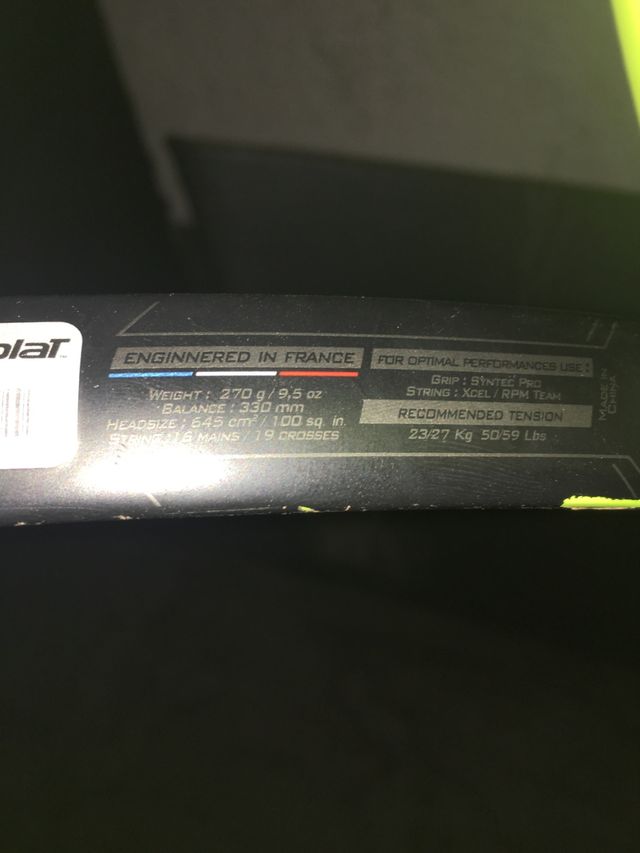 olaT
ENGINNERED IN FRANCE
WEIGHT : 270 g / 9,5 oz
BALANCE : 330 mm
HEADSIZE : 645 cm² / 100 sq. in.
STRING : 16 MAINS / 19 CROSSES
FOR OPTIMAL PERFORMANCES USE :
GRIP : SYNTEC PRO
STRING : XCEL / RPM TEAM
RECOMMENDED TENSION
23/27 Kg 50/59 Lbs
MADE IN
CHINA